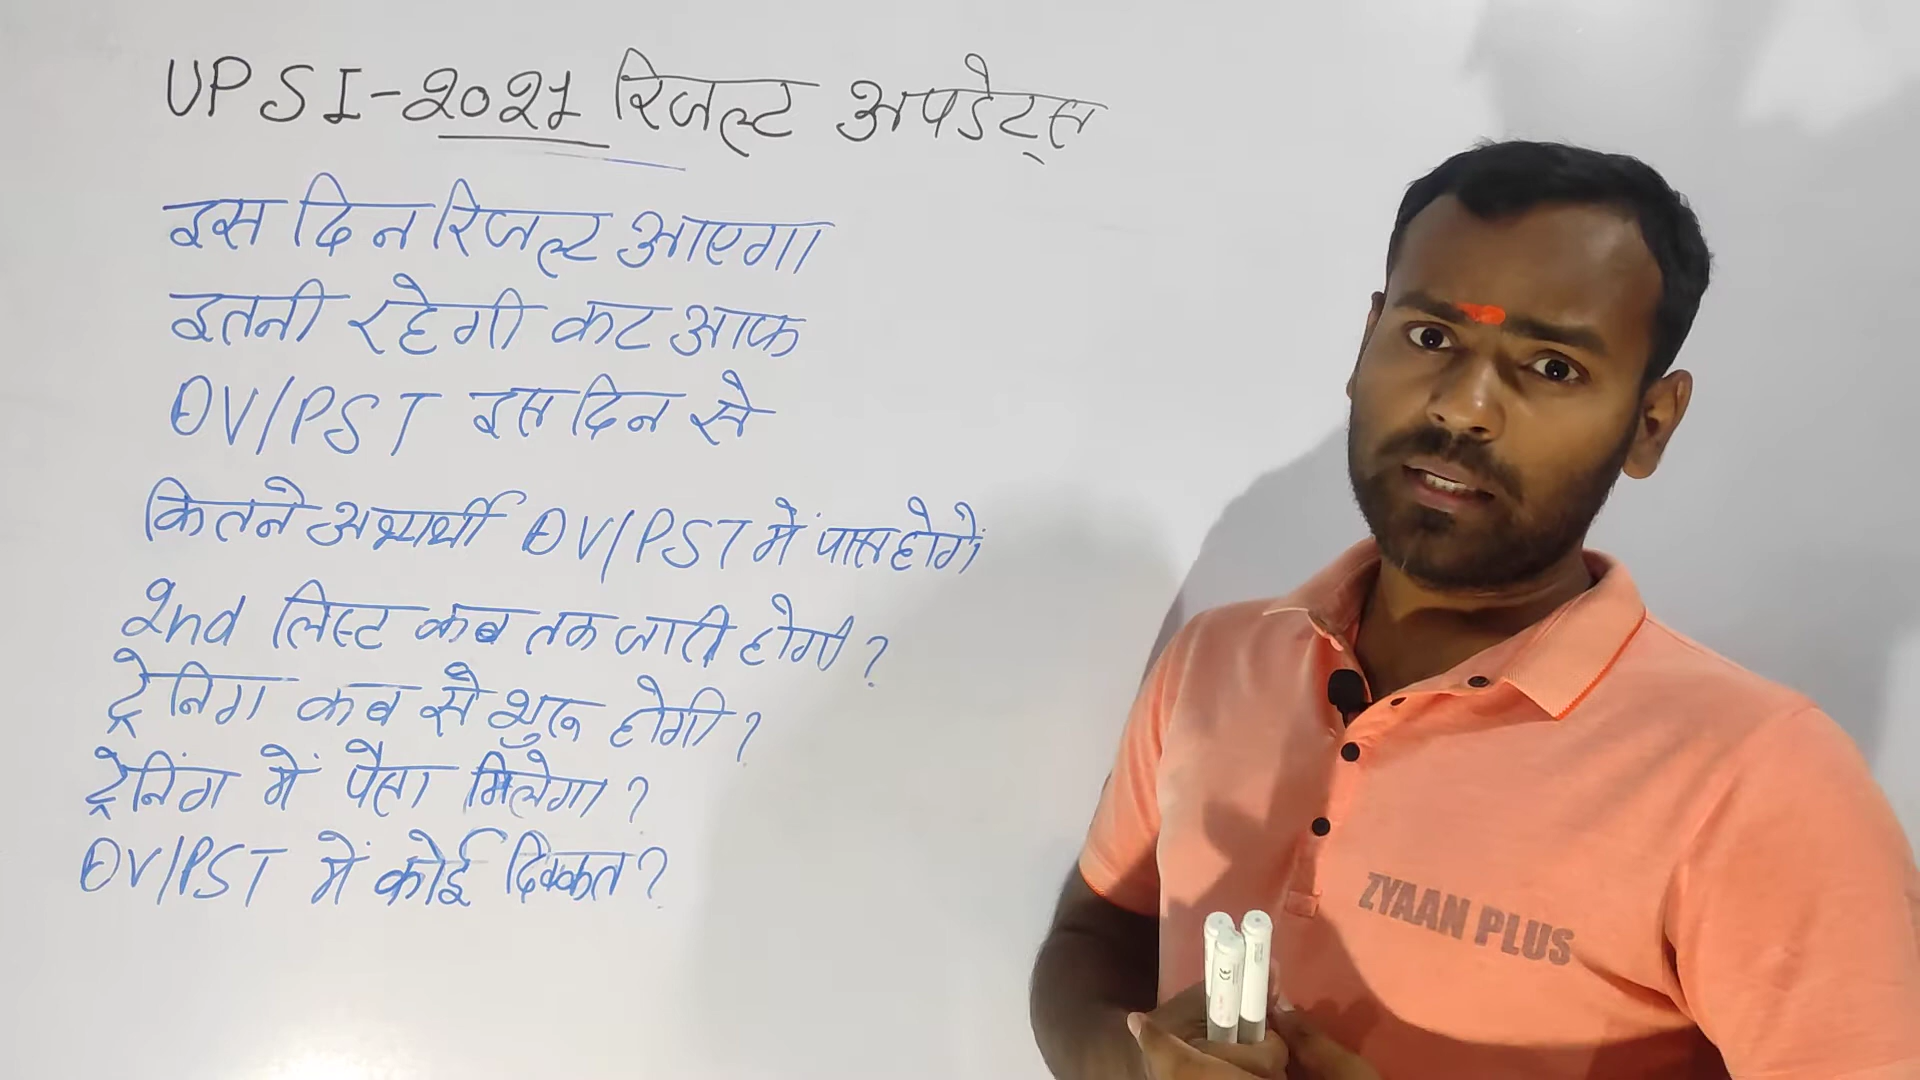 UPSI-2021 रिजल्ट अपडेट्स
इस दिन रिजल्ट आएगा
इतनी रहेगी कट आफ
DV/PST इस दिन से
कितने अभ्यर्थी DV/PST में पास होगें
2nd लिस्ट कब तक जारी होगी?
ट्रेनिग कब से शुरू होगी?
ट्रेनिंग में पैसा मिलेगा?
DV/PST में कोई दिक्कत?
ZYAAN PLUS